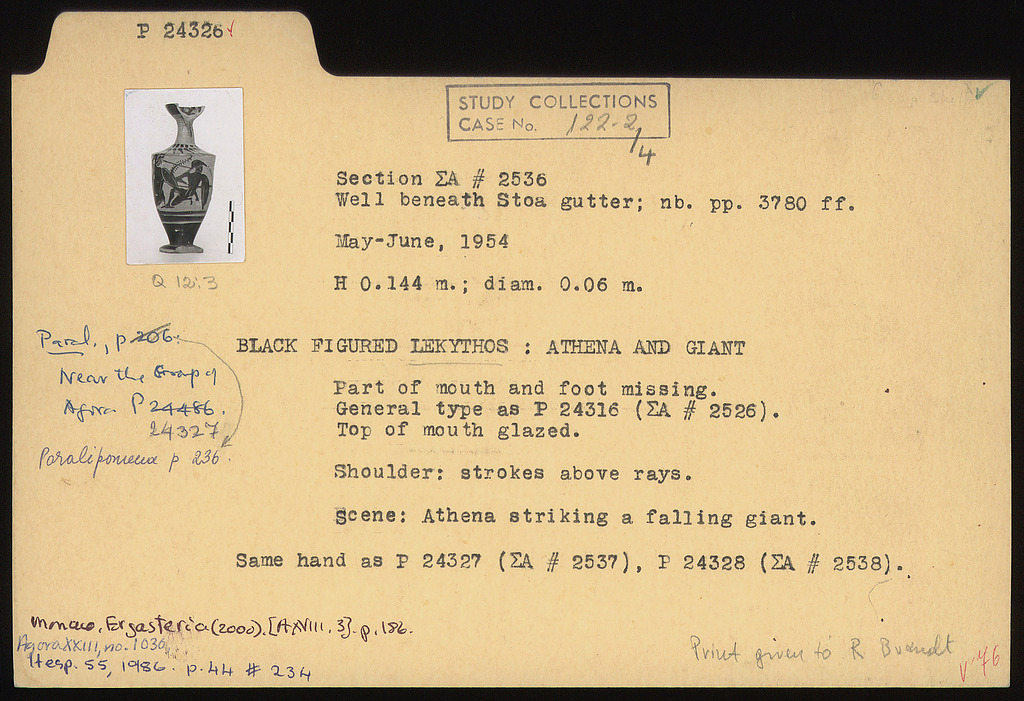 P 24326 ✓
STUDY COLLECTIONS
CASE No. 122-2/4
Section ΣA # 2536
Well beneath Stoa gutter; nb. pp. 3780 ff.
May-June, 1954
H 0.144 m.; diam. 0.06 m.
Q 12:3
Paral., p 206.
Near the Group of
Agora P 24486.
24327
Paralipomena p 236.
BLACK FIGURED LEKYTHOS : ATHENA AND GIANT
Part of mouth and foot missing.
General type as P 24316 (ΣA # 2526).
Top of mouth glazed.
Shoulder: strokes above rays.
Scene: Athena striking a falling giant.
Same hand as P 24327 (ΣA # 2537), P 24328 (ΣA # 2538).
Monaco, Ergasteria (2000). [A XVIII, 3]. p. 186.
Agora XXIII, no. 1036
Hesp. 55, 1986. p. 44 # 234
Print given to R Brandt
v 76